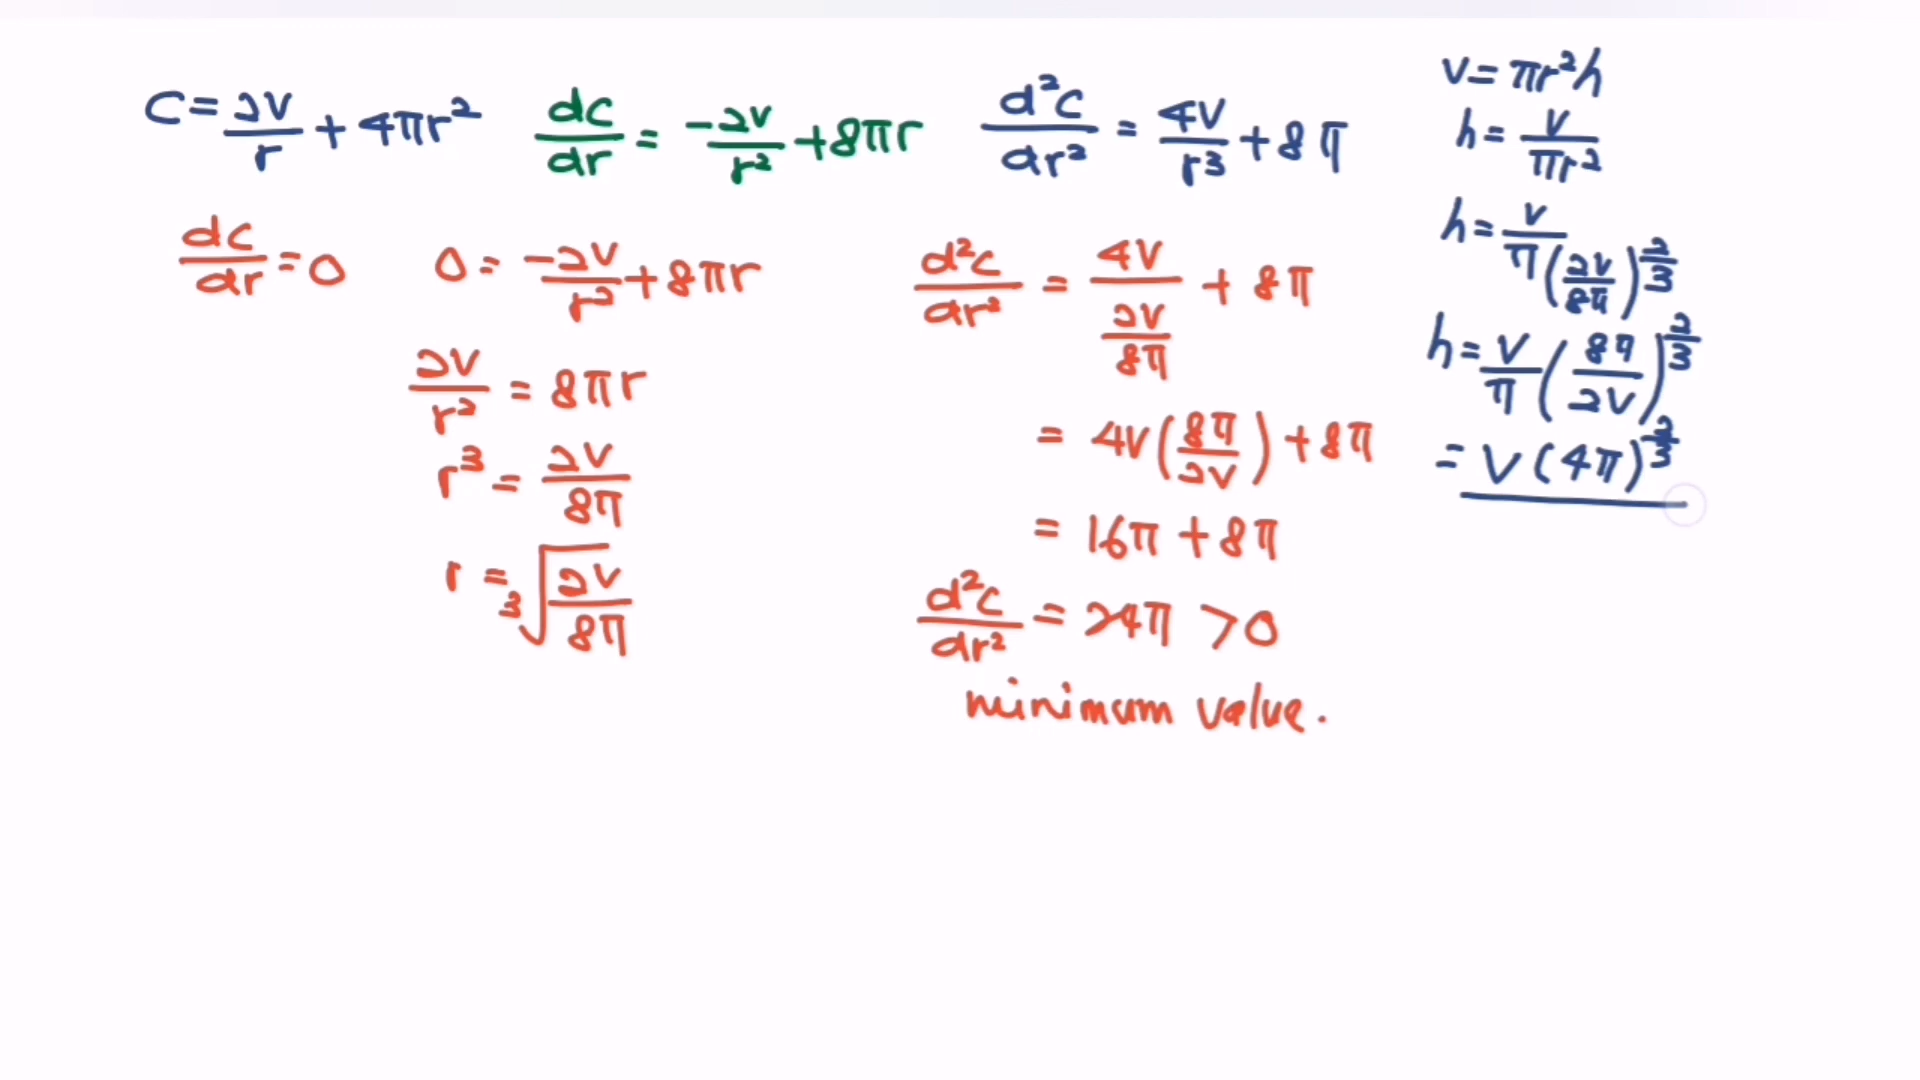 C = 2V/r + 4πr²
dc/dr = -2V/r² + 8πr
d²c/dr² = 4V/r³ + 8π
dc/dr = 0
0 = -2V/r² + 8πr
2V/r² = 8πr
r³ = 2V/8π
r = ³√(2V/8π)
d²c/dr² = 4V/(2V/8π) + 8π
= 4V(8π/2V) + 8π
= 16π + 8π
d²c/dr² = 24π > 0
minimum value.
V = πr²h
h = V/πr²
h = V/π(2V/8π)^(2/3)
h = V/π (8π/2V)^(2/3)
= V(4π)^(2/3)